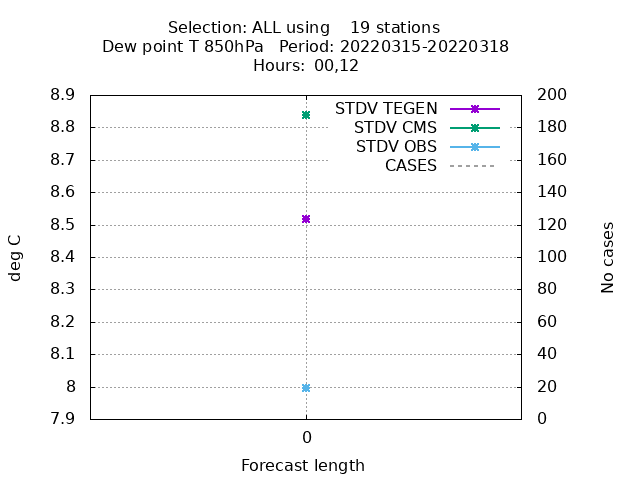 Selection: ALL using    19 stations
Dew point T 850hPa   Period: 20220315-20220318
Hours: 00,12
8.9
8.8
8.7
8.6
8.5
8.4
8.3
8.2
8.1
8
7.9
deg C
STDV TEGEN
STDV CMS
STDV OBS
CASES
200
180
160
140
120
100
80
60
40
20
0
No cases
0
Forecast length